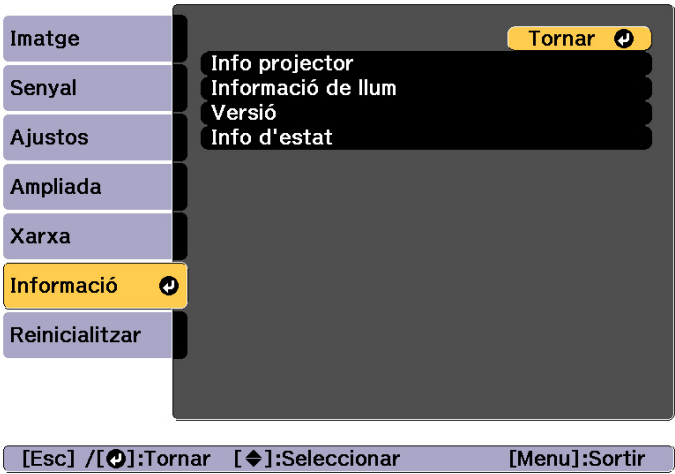 Imatge
Senyal
Ajustos
Ampliada
Xarxa
Informació
Reinicialitzar
Tornar
Info projector
Informació de llum
Versió
Info d'estat
[Esc] /[⏎]:Tornar [◆]:Seleccionar [Menu]:Sortir